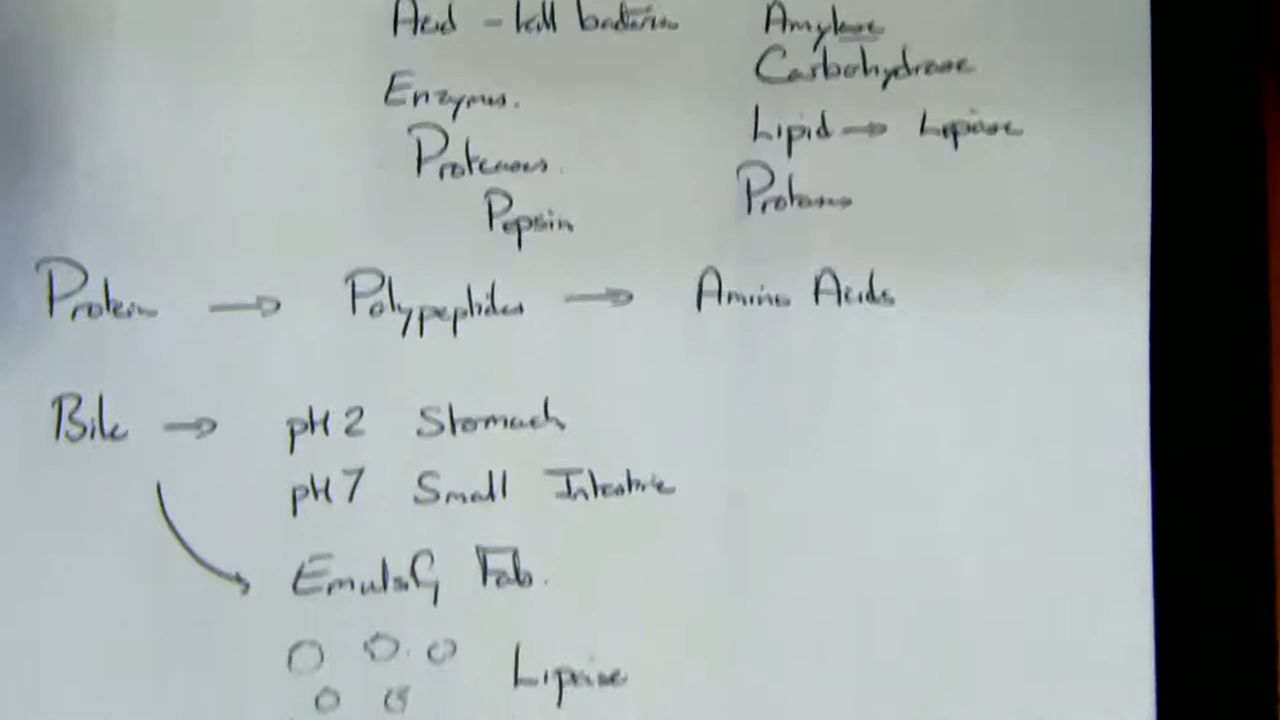 Acid - kill bacteria
Amylase
Carbohydrase
Enzymes.
Lipid → Lipase
Proteases
Proteases
Pepsin
Protein → Polypeptides → Amino Acids
Bile → pH 2 Stomach
pH 7 Small Intestine
Emulsify Fats.
Lipase